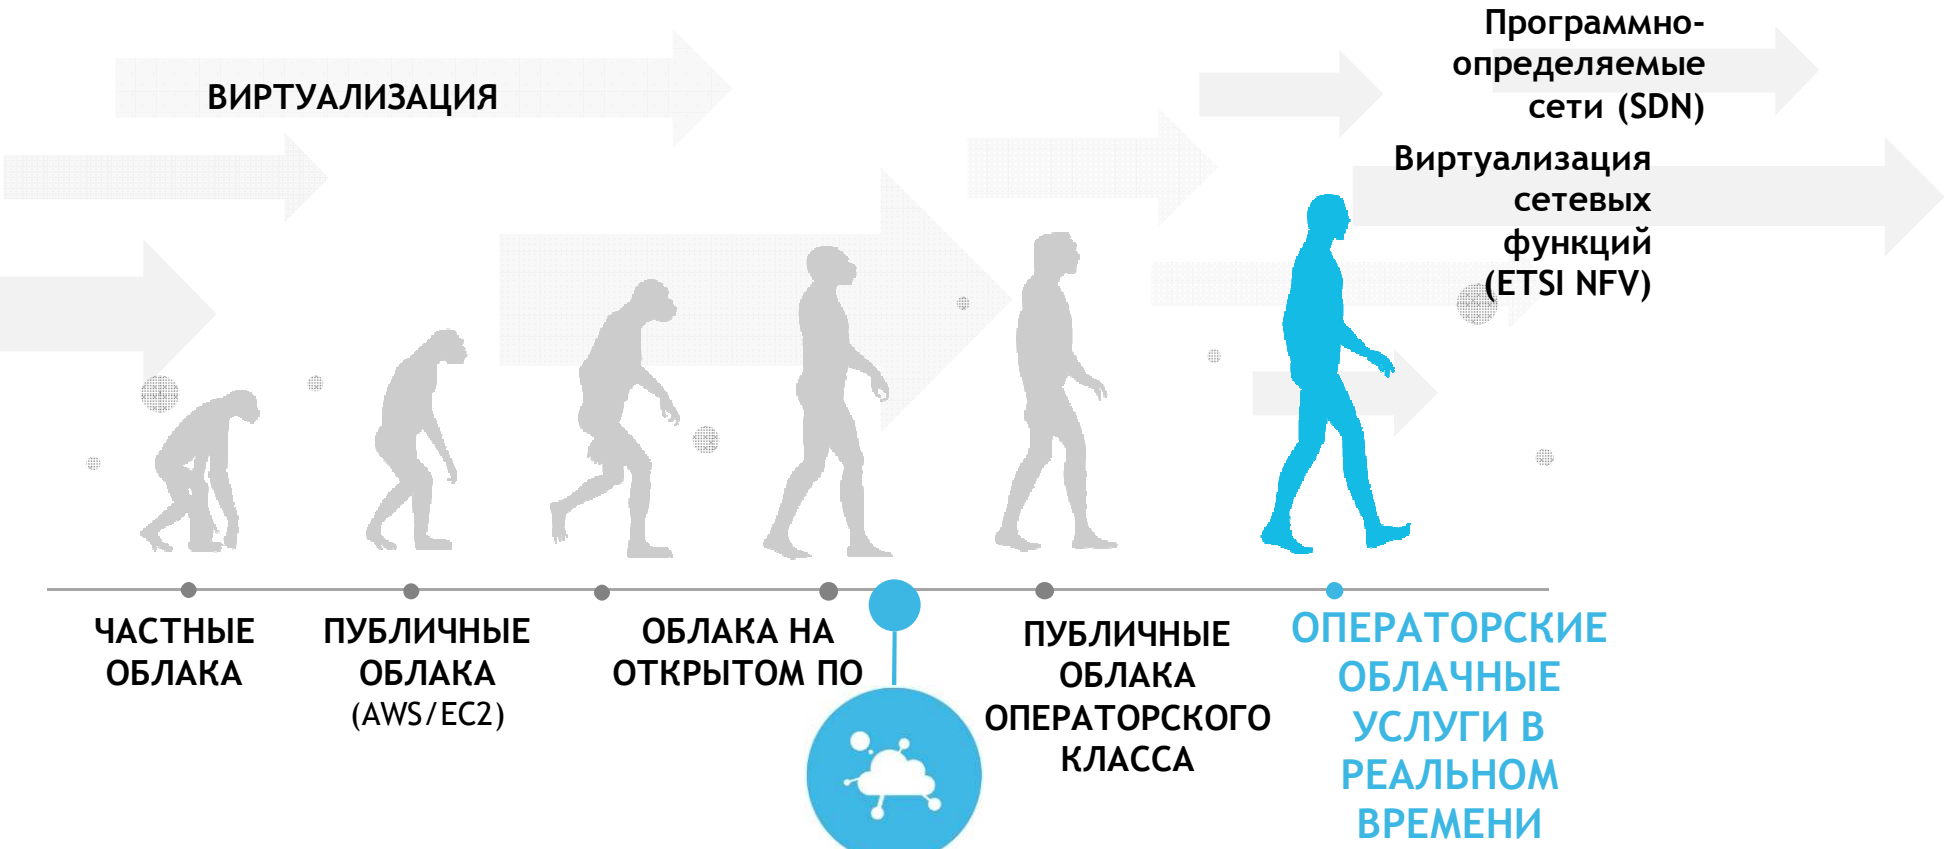 ВИРТУАЛИЗАЦИЯ
Программно-
определяемые
сети (SDN)
Виртуализация
сетевых
функций
(ETSI NFV)
ЧАСТНЫЕ
ОБЛАКА
ПУБЛИЧНЫЕ
ОБЛАКА
(AWS/EC2)
ОБЛАКА НА
ОТКРЫТОМ ПО
ПУБЛИЧНЫЕ
ОБЛАКА
ОПЕРАТОРСКОГО
КЛАССА
ОПЕРАТОРСКИЕ
ОБЛАЧНЫЕ
УСЛУГИ В
РЕАЛЬНОМ
ВРЕМЕНИ